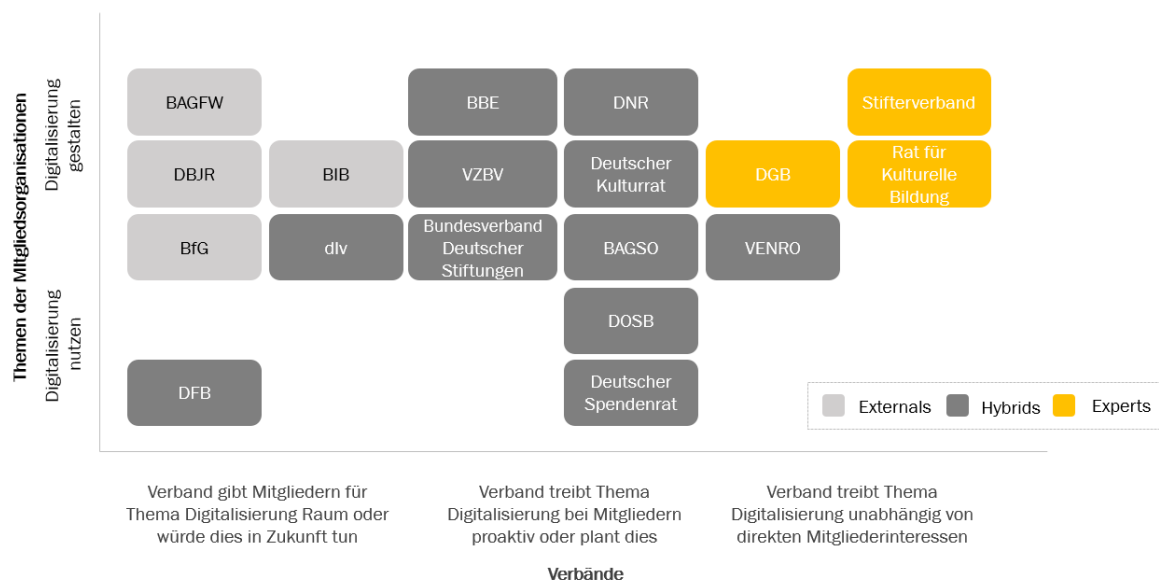 Themen der Mitgliedsorganisationen
Digitalisierung
gestalten
Digitalisierung
nutzen
BAGFW
BBE
DNR
Stifterverband
DBJR
BIB
VZBV
Deutscher
Kulturrat
DGB
Rat für
Kulturelle
Bildung
BfG
dlv
Bundesverband
Deutscher
Stiftungen
BAGSO
VENRO
DOSB
DFB
Deutscher
Spendenrat
Externals
Hybrids
Experts
Verband gibt Mitgliedern für
Thema Digitalisierung Raum oder
würde dies in Zukunft tun
Verband treibt Thema
Digitalisierung bei Mitgliedern
proaktiv oder plant dies
Verband treibt Thema
Digitalisierung unabhängig von
direkten Mitgliederinteressen
Verbände